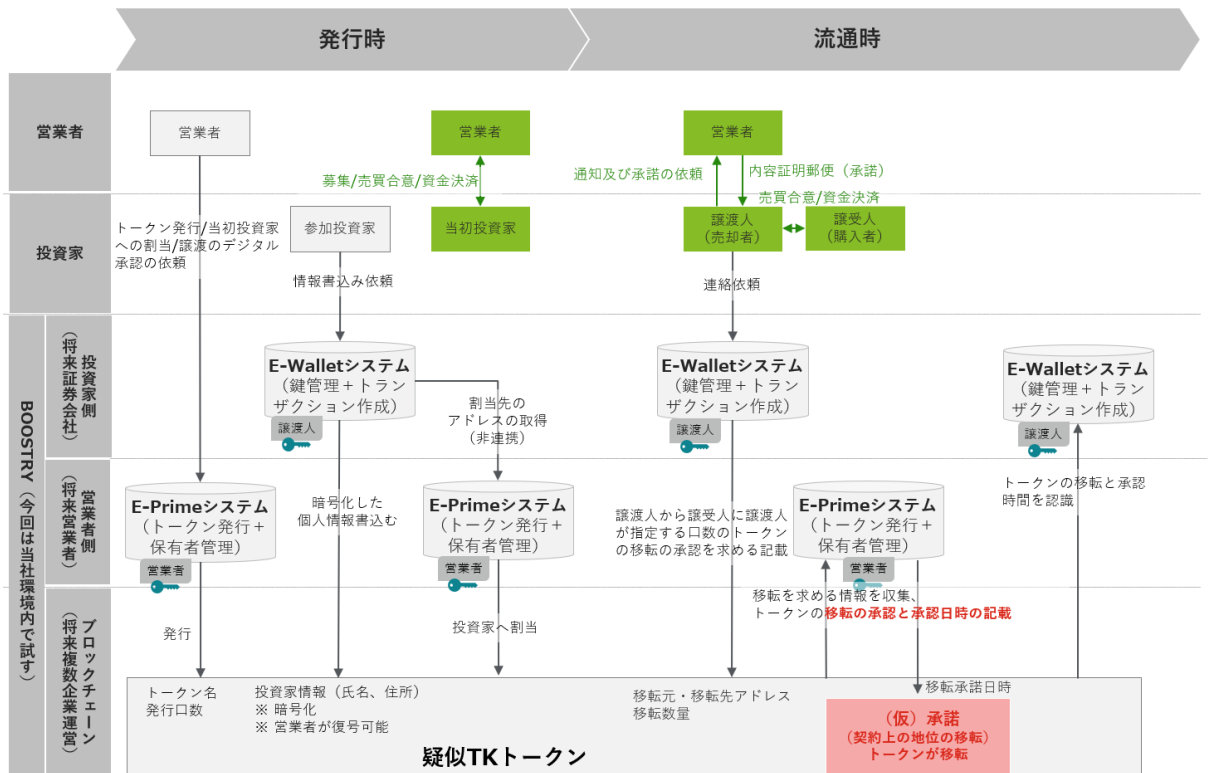 発行時
流通時
営業者
営業者
営業者
営業者
募集/売買合意/資金決済
通知及び承諾の依頼
内容証明郵便（承諾）
売買合意/資金決済
投資家
トークン発行/当初投資家
への割当/譲渡のデジタル
承認の依頼
参加投資家
当初投資家
譲渡人
（売却者）
譲受人
（購入者）
情報書込み依頼
連絡依頼
BOOSTRY（今回は当社環境内で試す）
投資家側
（将来証券会社）
E-Walletシステム
（鍵管理＋トラン
ザクション作成）
譲渡人
割当先の
アドレスの取得
（非連携）
E-Walletシステム
（鍵管理＋トラン
ザクション作成）
譲渡人
E-Walletシステム
（鍵管理＋トラン
ザクション作成）
譲渡人
営業者側
（将来営業者）
E-Primeシステム
（トークン発行＋
保有者管理）
営業者
暗号化した
個人情報書込む
E-Primeシステム
（トークン発行＋
保有者管理）
営業者
譲渡人から譲受人に譲渡人
が指定する口数のトークン
の移転の承認を求める記載
E-Primeシステム
（トークン発行＋
保有者管理）
営業者
トークンの移転と承認
時間を認識
移転を求める情報を収集、
トークンの移転の承認と承認日時の記載
ブロックチェーン
（将来複数企業運営）
発行
投資家へ割当
トークン名
発行口数
投資家情報（氏名、住所）
※ 暗号化
※ 営業者が復号可能
移転元・移転先アドレス
移転数量
移転承諾日時
（仮）承諾
（契約上の地位の移転）
トークンが移転
疑似TKトークン